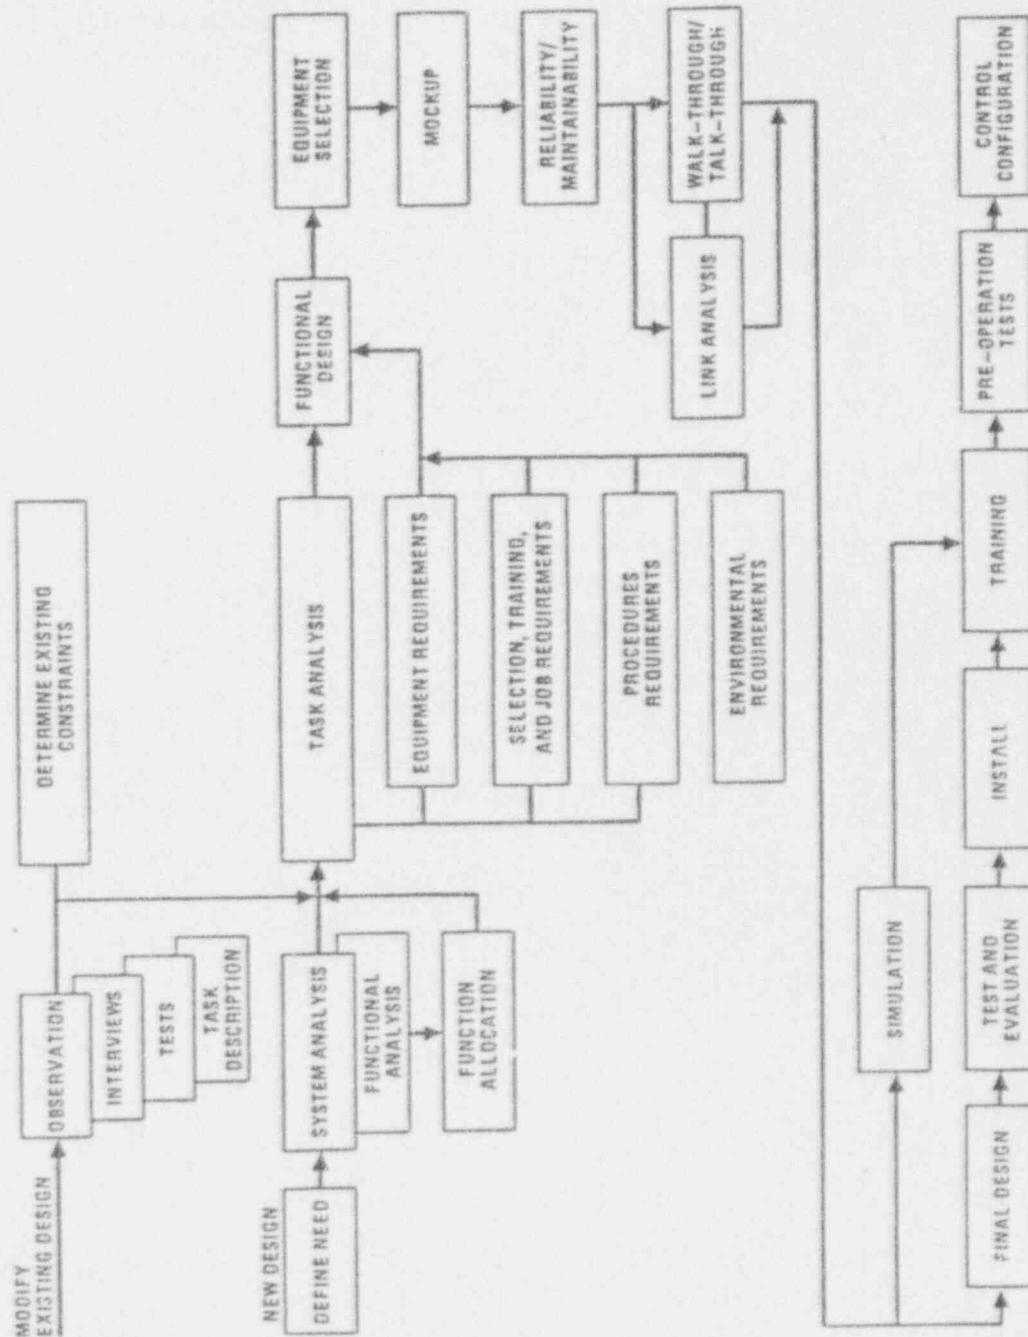 MODIFY
EXISTING DESIGN
OBSERVATION
INTERVIEWS
TESTS
TASK
DESCRIPTION
DETERMINE EXISTING
CONSTRAINTS
NEW DESIGN
DEFINE NEED
SYSTEM ANALYSIS
FUNCTIONAL
ANALYSIS
FUNCTION
ALLOCATION
TASK ANALYSIS
EQUIPMENT REQUIREMENTS
SELECTION, TRAINING,
AND JOB REQUIREMENTS
PROCEDURES
REQUIREMENTS
ENVIRONMENTAL
REQUIREMENTS
FUNCTIONAL
DESIGN
EQUIPMENT
SELECTION
MOCKUP
RELIABILITY/
MAINTAINABILITY
LINK ANALYSIS
WALK-THROUGH/
TALK-THROUGH
SIMULATION
FINAL DESIGN
TEST AND
EVALUATION
INSTALL
TRAINING
PRE-OPERATION
TESTS
CONTROL
CONFIGURATION